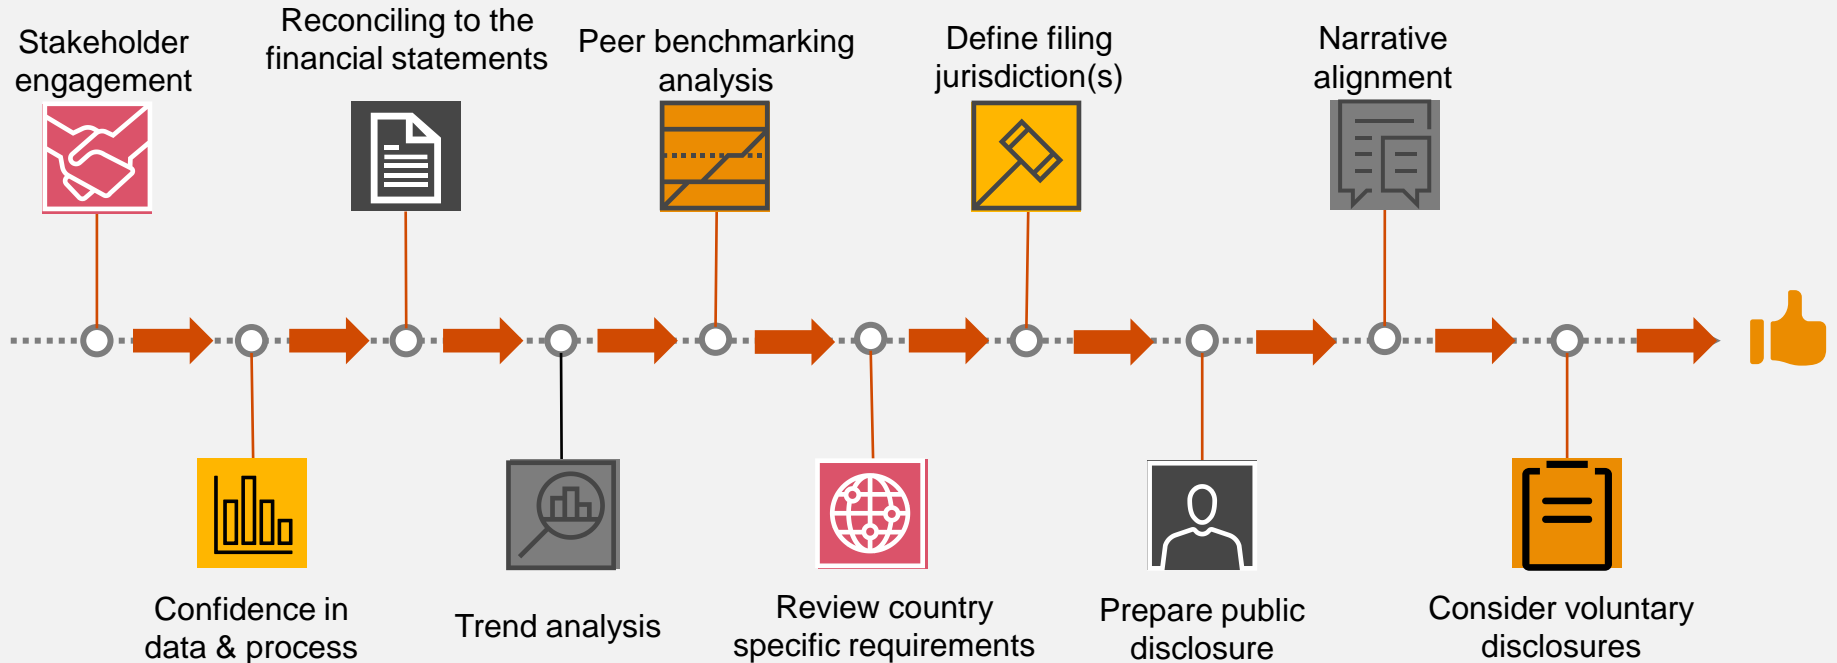 Stakeholder
engagement
Reconciling to the
financial statements
Peer benchmarking
analysis
Define filing
jurisdiction(s)
Narrative
alignment
Confidence in
data & process
Trend analysis
Review country
specific requirements
Prepare public
disclosure
Consider voluntary
disclosures